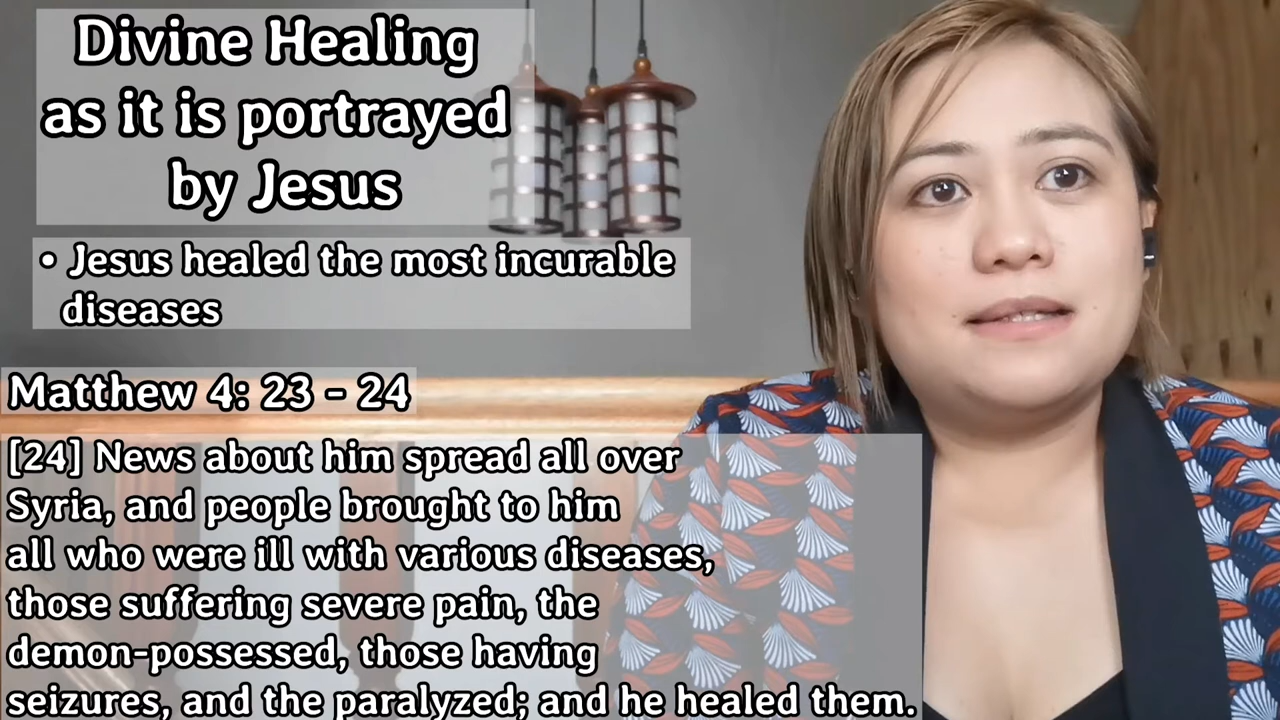 Divine Healing
as it is portrayed
by Jesus
• Jesus healed the most incurable
diseases
Matthew 4: 23 - 24
[24] News about him spread all over
Syria, and people brought to him
all who were ill with various diseases,
those suffering severe pain, the
demon-possessed, those having
seizures, and the paralyzed; and he healed them.